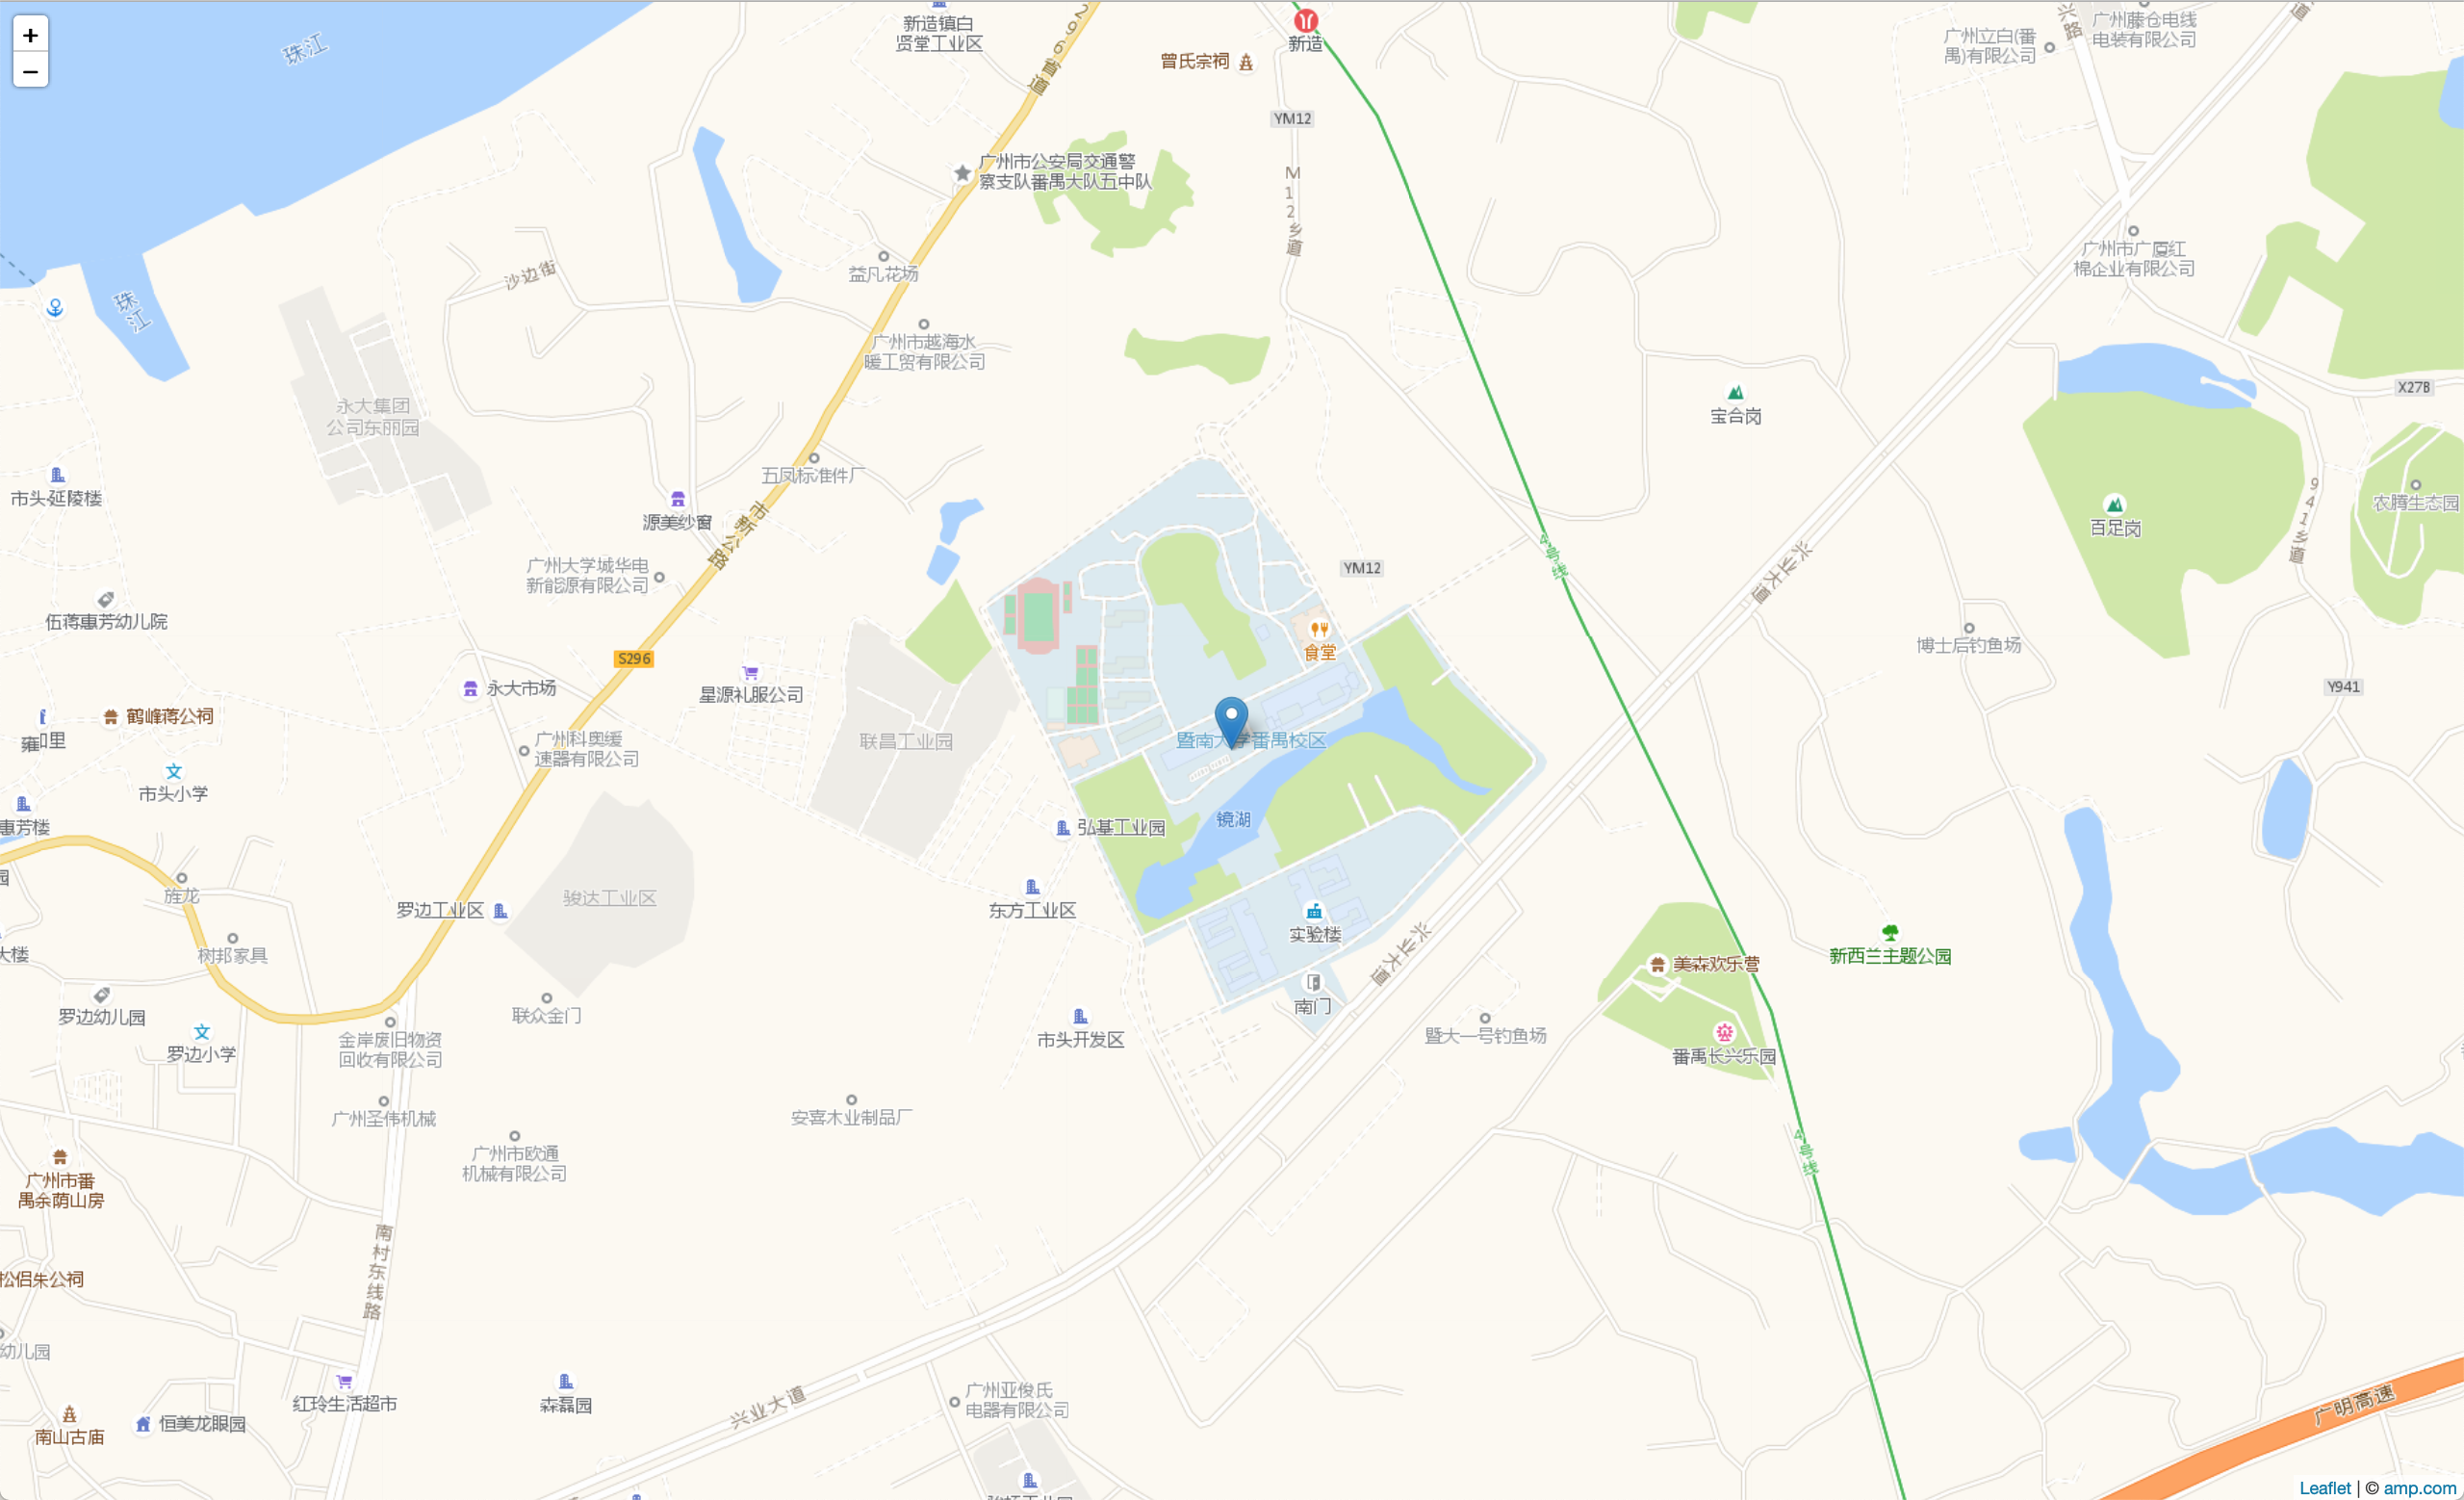 +
−
珠江
新造镇白
贤堂工业区
296省道
新造
曾氏宗祠
兴路
道
广州藤仓电线
电装有限公司
广州立白(番
禺)有限公司
YM12
广州市公安局交通警
察支队番禺大队五中队
M12乡道
沙边街
益凡花场
广州市广厦红
棉企业有限公司
珠江
广州市越海水
暖工贸有限公司
X27B
永大集团
公司东丽园
宝合岗
五凤标准件厂
市头延陵楼
源美纱窗
市新公路
941乡道
农腾生态园
百足岗
4号线
兴业大道
YM12
广州大学城华电
新能源有限公司
伍蒋惠芳幼儿院
食堂
博士后钓鱼场
S296
永大市场
星源礼服公司
Y941
鹤峰蒋公祠
雍和里
广州科奥缓
速器有限公司
联昌工业园
暨南大学番禺校区
市头小学
惠芳楼
弘基工业园
镜湖
园
旌龙
罗边工业区
骏达工业区
东方工业区
实验楼
兴业大道
大楼
树邦家具
美森欢乐营
新西兰主题公园
罗边幼儿园
联众金门
南门
罗边小学
金岸废旧物资
回收有限公司
市头开发区
暨大一号钓鱼场
番禺长兴乐园
广州圣伟机械
安喜木业制品厂
4号线
广州市欧通
机械有限公司
广州市番
禺余荫山房
南村东线路
松侣朱公祠
幼儿园
红玲生活超市
森磊园
兴业大道
广州亚俊氏
电器有限公司
广明高速
南山古庙
恒美龙眼园
Leaflet | © amp.com